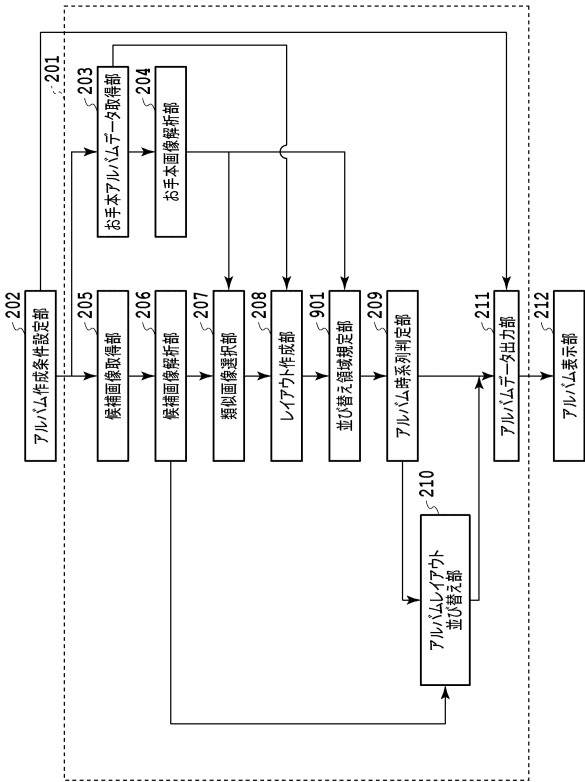 201
202
アルバム作成条件設定部
203
お手本アルバムデータ取得部
204
お手本画像解析部
205
候補画像取得部
206
候補画像解析部
207
類似画像選択部
208
レイアウト作成部
901
並び替え領域規定部
209
アルバム時系列判定部
210
アルバムレイアウト
並び替え部
211
アルバムデータ出力部
212
アルバム表示部